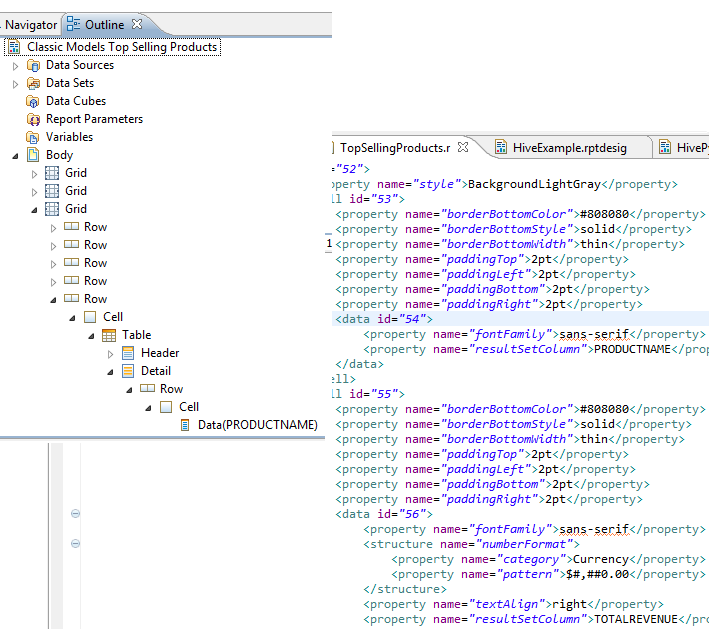 Navigator Outline
Classic Models Top Selling Products
Data Sources
Data Sets
Data Cubes
Report Parameters
Variables
Body
Grid
Grid
Grid
Row
Row
Row
Row
Row
Cell
Table
Header
Detail
Row
Cell
Data(PRODUCTNAME)
TopSellingProducts.r HiveExample.rptdesig HiveP
1
="52">
operty name="style">BackgroundLightGray</property>
ll id="53">
<property name="borderBottomColor">#808080</property>
<property name="borderBottomStyle">solid</property>
<property name="borderBottomWidth">thin</property>
<property name="paddingTop">2pt</property>
<property name="paddingLeft">2pt</property>
<property name="paddingBottom">2pt</property>
<property name="paddingRight">2pt</property>
<data id="54">
<property name="fontFamily">sans-serif</property>
<property name="resultSetColumn">PRODUCTNAME</prop
</data>
ell>
ll id="55">
<property name="borderBottomColor">#808080</property>
<property name="borderBottomStyle">solid</property>
<property name="borderBottomWidth">thin</property>
<property name="paddingTop">2pt</property>
<property name="paddingLeft">2pt</property>
<property name="paddingBottom">2pt</property>
<property name="paddingRight">2pt</property>
<data id="56">
<property name="fontFamily">sans-serif</property>
<structure name="numberFormat">
<property name="category">Currency</property>
<property name="pattern">$#,##0.00</property>
</structure>
<property name="textAlign">right</property>
<property name="resultSetColumn">TOTALREVENUE</pro